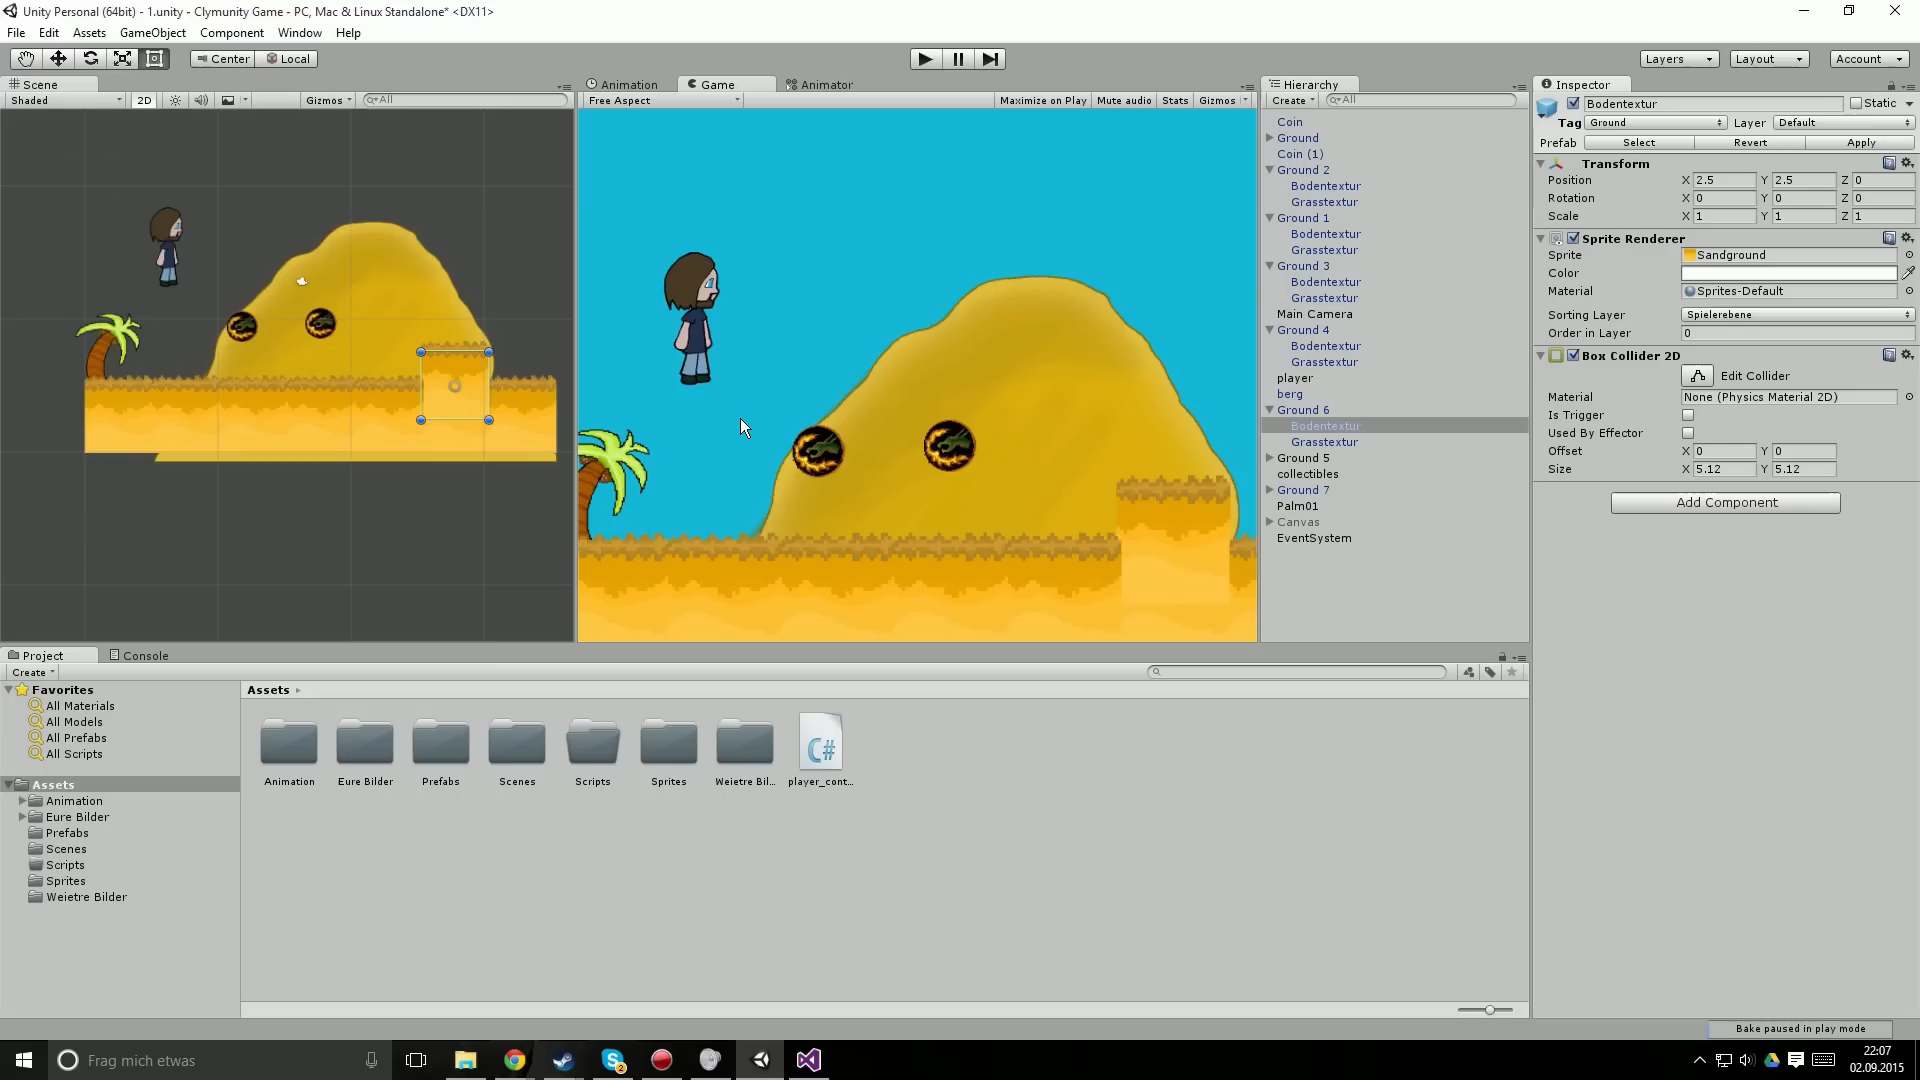 Unity Personal (64bit) - 1.unity - Clymunity Game - PC, Mac & Linux Standalone* <DX11>
File Edit Assets GameObject Component Window Help
Center Local Layers Layout Account
Scene Animation Game Animator Hierarchy Inspector
Shaded 2D Gizmos All Free Aspect Maximize on Play Mute audio Stats Gizmos Create All
Coin
Ground
Coin (1)
Ground 2
Bodentextur
Grasstextur
Ground 1
Bodentextur
Grasstextur
Ground 3
Bodentextur
Grasstextur
Main Camera
Ground 4
Bodentextur
Grasstextur
player
berg
Ground 6
Bodentextur
Grasstextur
Ground 5
collectibles
Ground 7
Palm01
Canvas
EventSystem
Bodentextur Static
Tag Ground Layer Default
Prefab Select Revert Apply
Transform
Position X 2.5 Y 2.5 Z 0
Rotation X 0 Y 0 Z 0
Scale X 1 Y 1 Z 1
Sprite Renderer
Sprite Sandground
Color
Material Sprites-Default
Sorting Layer Spielerebene
Order in Layer 0
Box Collider 2D
Edit Collider
Material None (Physics Material 2D)
Is Trigger
Used By Effector
Offset X 0 Y 0
Size X 5.12 Y 5.12
Add Component
Project Console
Create
Favorites
All Materials
All Models
All Prefabs
All Scripts
Assets
Animation
Eure Bilder
Prefabs
Scenes
Scripts
Sprites
Weietre Bilder
Assets
C#
Animation Eure Bilder Prefabs Scenes Scripts Sprites Weietre Bil... player_cont...
Bake paused in play mode
Frag mich etwas
2
22:07
02.09.2015